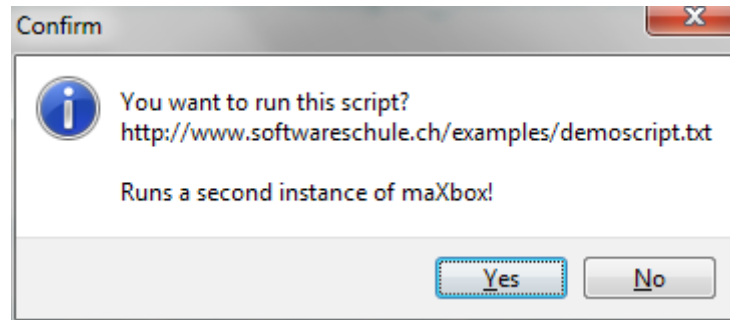 Confirm
You want to run this script?
http://www.softwareschule.ch/examples/demoscript.txt
Runs a second instance of maXbox!
Yes
No